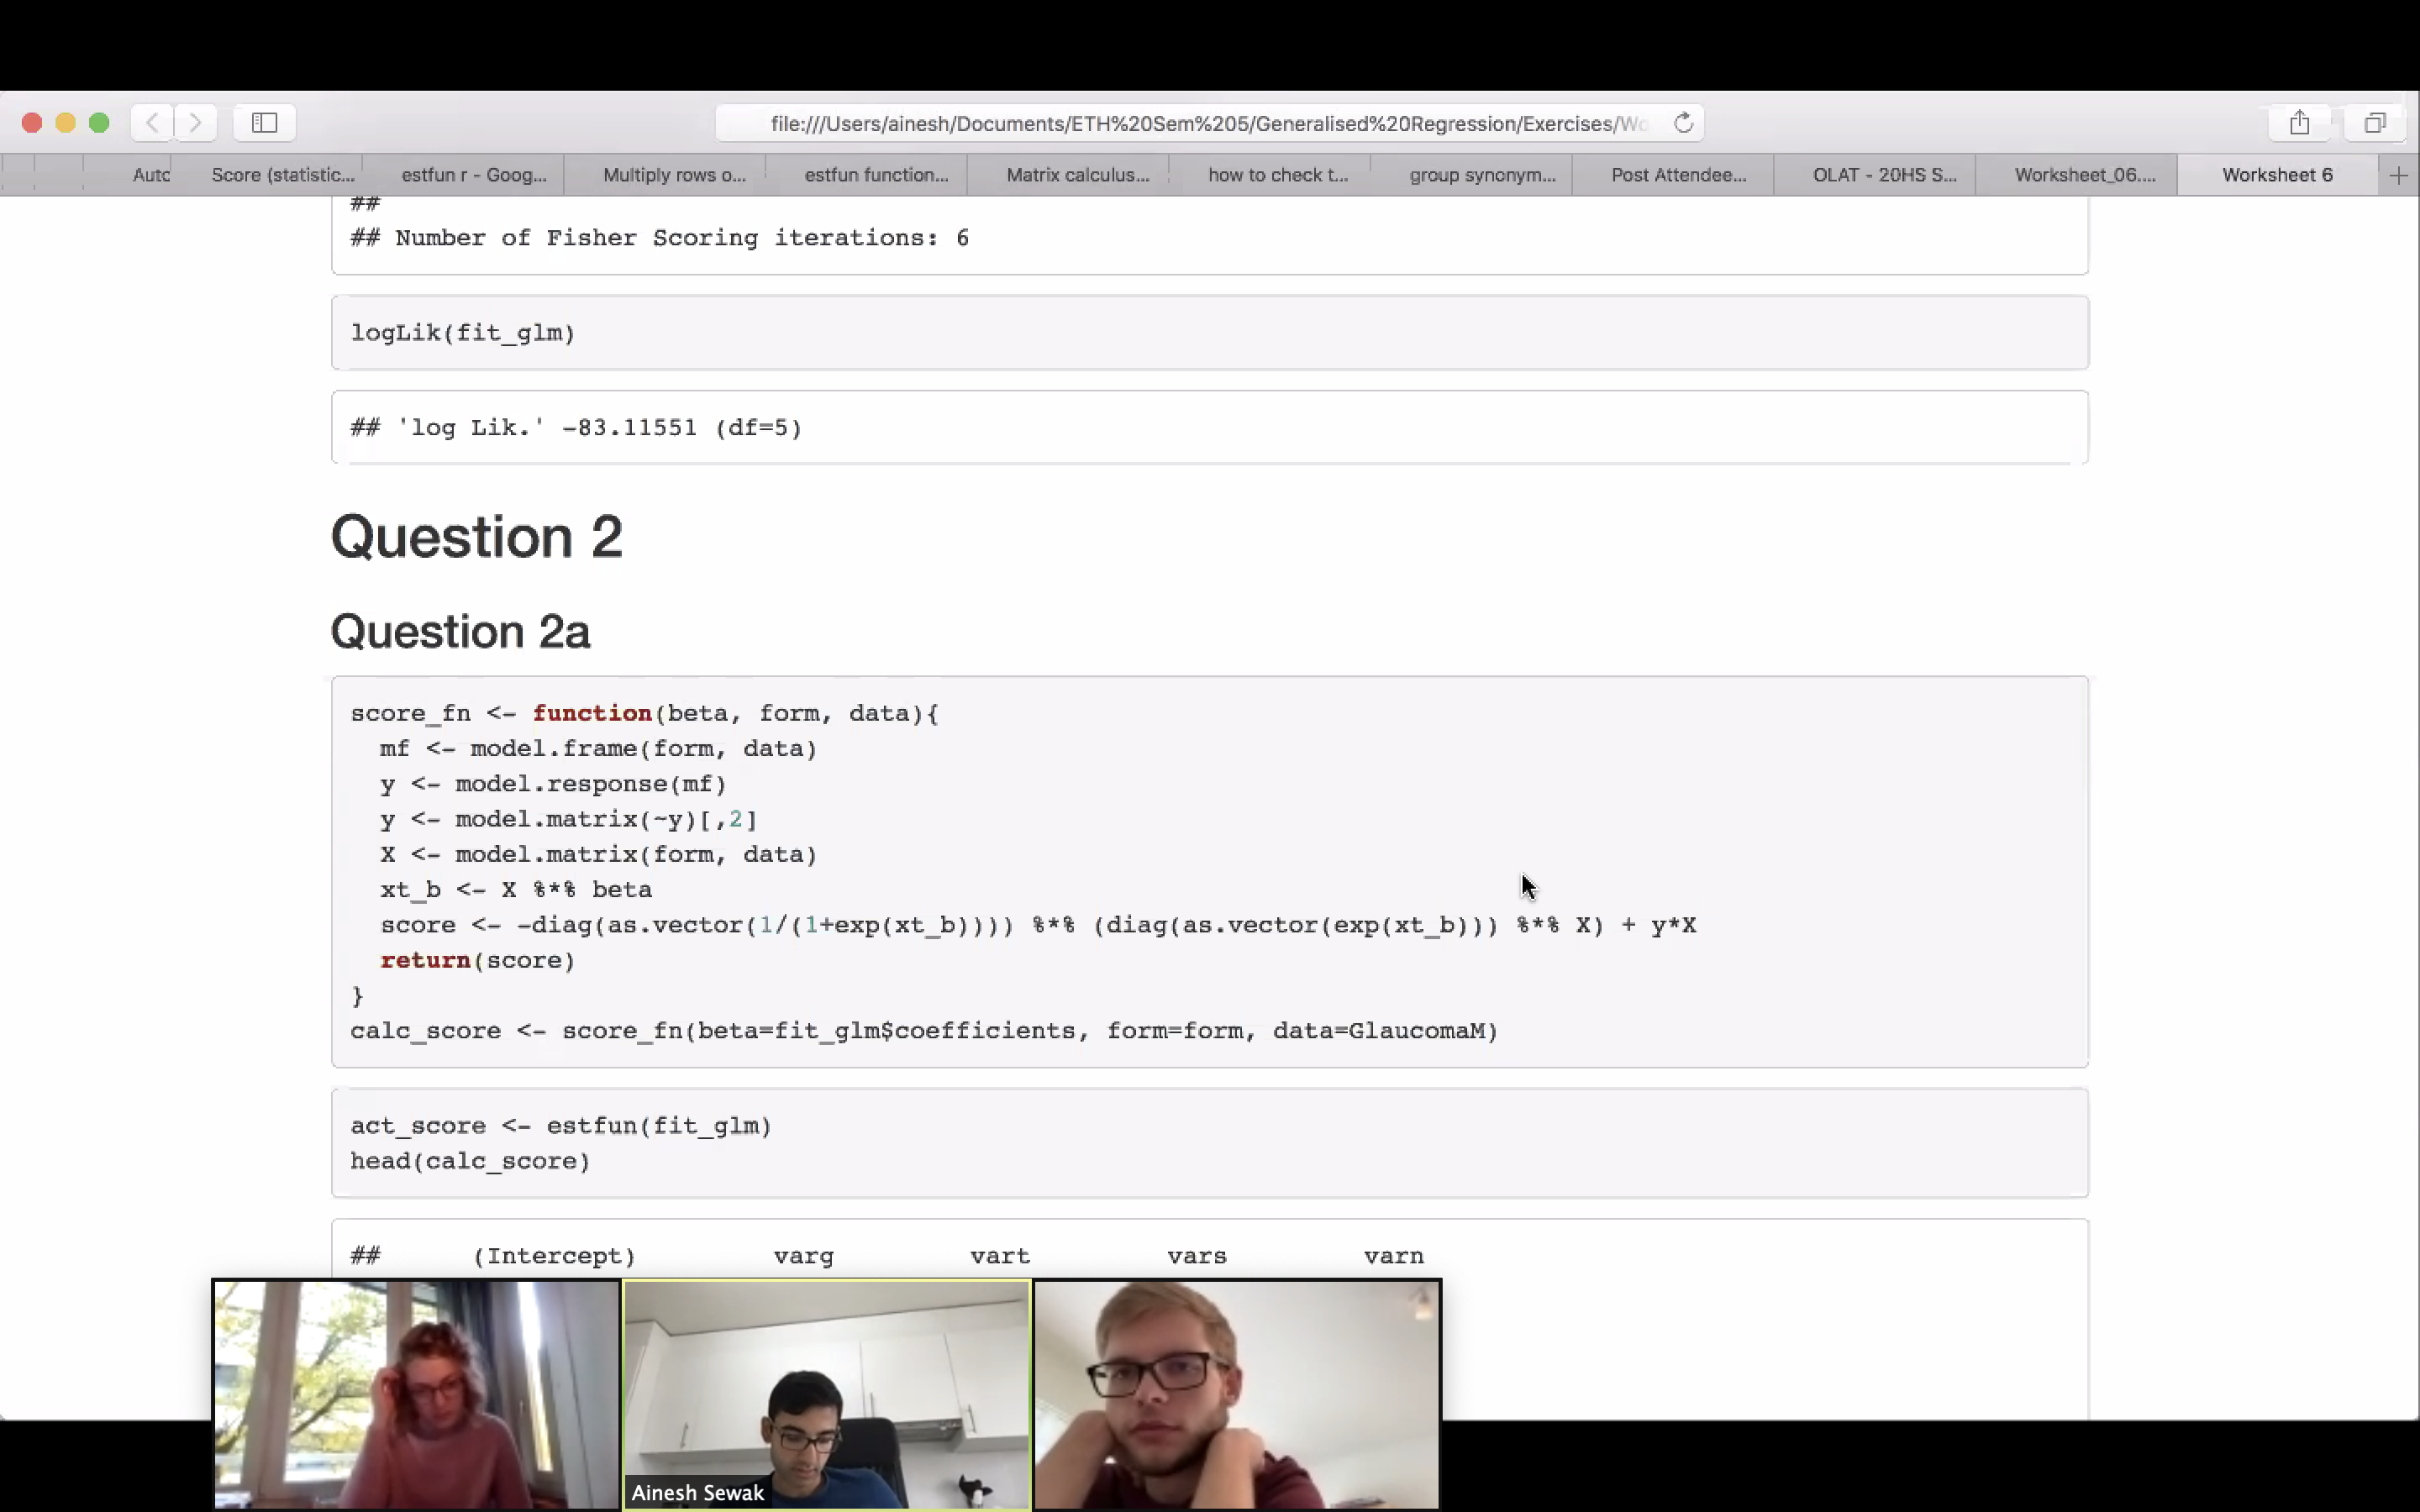 file:///Users/ainesh/Documents/ETH%20Sem%205/Generalised%20Regression/Exercises/Wo
Auto Score (statistic... estfun r - Goog... Multiply rows o... estfun function... Matrix calculus... how to check t... group synonym... Post Attendee... OLAT - 20HS S... Worksheet_06.... Worksheet 6
##
## Number of Fisher Scoring iterations: 6
logLik(fit_glm)
## 'log Lik.' -83.11551 (df=5)
Question 2
Question 2a
score_fn <- function(beta, form, data){
mf <- model.frame(form, data)
y <- model.response(mf)
y <- model.matrix(~y)[,2]
X <- model.matrix(form, data)
xt_b <- X %*% beta
score <- -diag(as.vector(1/(1+exp(xt_b)))) %*% (diag(as.vector(exp(xt_b))) %*% X) + y*X
return(score)
}
calc_score <- score_fn(beta=fit_glm$coefficients, form=form, data=GlaucomaM)
act_score <- estfun(fit_glm)
head(calc_score)
## (Intercept) varg vart vars varn
Ainesh Sewak